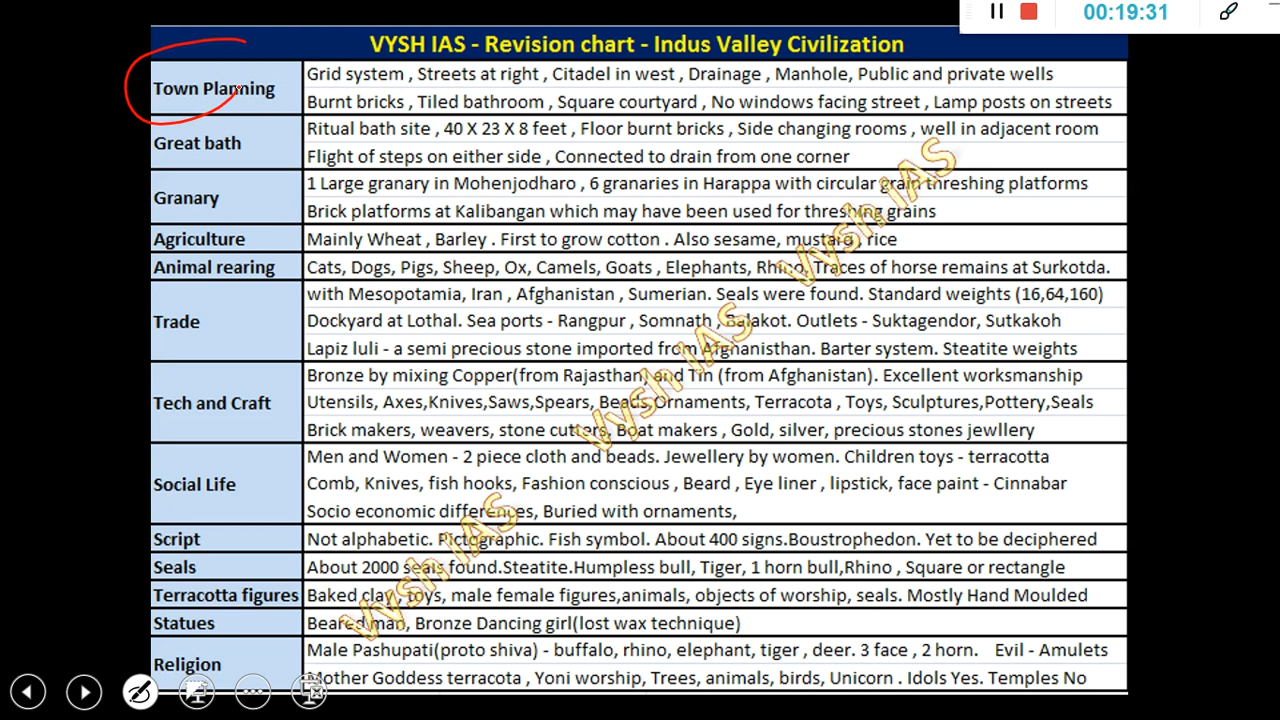 00:19:31
VYSH IAS - Revision chart - Indus Valley Civilization
Town Planning
Grid system , Streets at right , Citadel in west , Drainage , Manhole, Public and private wells
Burnt bricks , Tiled bathroom , Square courtyard , No windows facing street , Lamp posts on streets
Great bath
Ritual bath site , 40 X 23 X 8 feet , Floor burnt bricks , Side changing rooms , well in adjacent room
Flight of steps on either side , Connected to drain from one corner
Granary
1 Large granary in Mohenjodharo , 6 granaries in Harappa with circular grain threshing platforms
Brick platforms at Kalibangan which may have been used for threshing grains
Agriculture
Mainly Wheat , Barley . First to grow cotton . Also sesame, mustard , rice
Animal rearing
Cats, Dogs, Pigs, Sheep, Ox, Camels, Goats , Elephants, Rhino. Traces of horse remains at Surkotda.
Trade
with Mesopotamia, Iran , Afghanistan , Sumerian. Seals were found. Standard weights (16,64,160)
Dockyard at Lothal. Sea ports - Rangpur , Somnath , Balakot. Outlets - Suktagendor, Sutkakoh
Lapiz luli - a semi precious stone imported from Afghanisthan. Barter system. Steatite weights
Tech and Craft
Bronze by mixing Copper(from Rajasthan) and Tin (from Afghanistan). Excellent worksmanship
Utensils, Axes,Knives,Saws,Spears, Beads,Ornaments, Terracota , Toys, Sculptures,Pottery,Seals
Brick makers, weavers, stone cutters, Boat makers , Gold, silver, precious stones jewllery
Social Life
Men and Women - 2 piece cloth and beads. Jewellery by women. Children toys - terracotta
Comb, Knives, fish hooks, Fashion conscious , Beard , Eye liner , lipstick, face paint - Cinnabar
Socio economic differences, Buried with ornaments,
Script
Not alphabetic. Pictographic. Fish symbol. About 400 signs.Boustrophedon. Yet to be deciphered
Seals
About 2000 seals found.Steatite.Humpless bull, Tiger, 1 horn bull,Rhino , Square or rectangle
Terracotta figures
Baked clay , toys, male female figures,animals, objects of worship, seals. Mostly Hand Moulded
Statues
Beared man, Bronze Dancing girl(lost wax technique)
Religion
Male Pashupati(proto shiva) - buffalo, rhino, elephant, tiger , deer. 3 face , 2 horn. Evil - Amulets
Mother Goddess terracota , Yoni worship, Trees, animals, birds, Unicorn . Idols Yes. Temples No
Vysh IAS
Vysh IAS
Vysh IAS
Vysh IAS